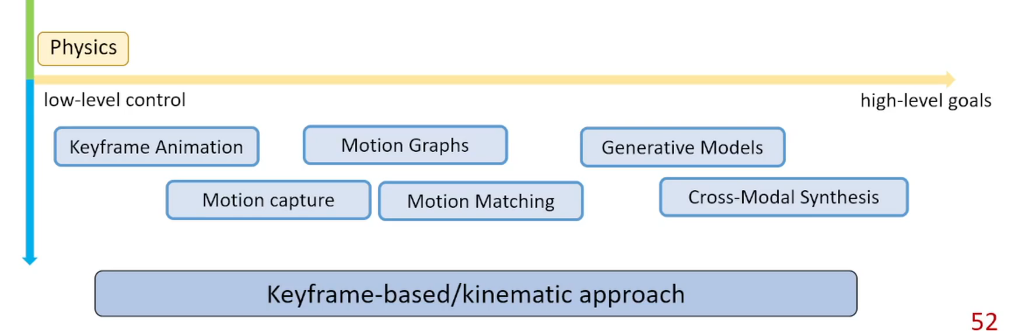 Physics
low-level control
high-level goals
Keyframe Animation
Motion Graphs
Generative Models
Motion capture
Motion Matching
Cross-Modal Synthesis
Keyframe-based/kinematic approach
52